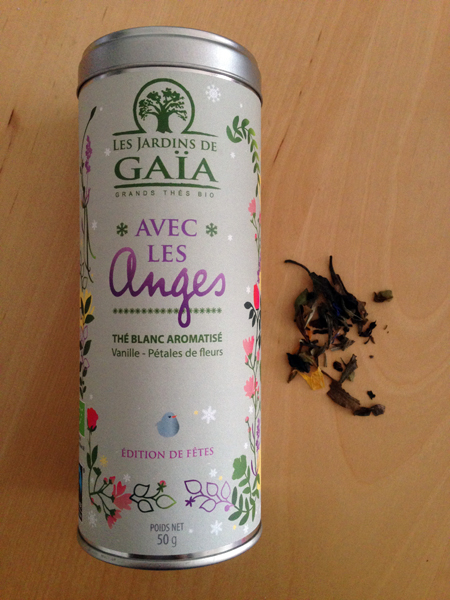 LES JARDINS DE
GAÏA
GRANDS THÉS BIO
AVEC
LES
Anges
THÉ BLANC AROMATISÉ
Vanille - Pétales de fleurs
ÉDITION DE FÊTES
POIDS NET
50 g